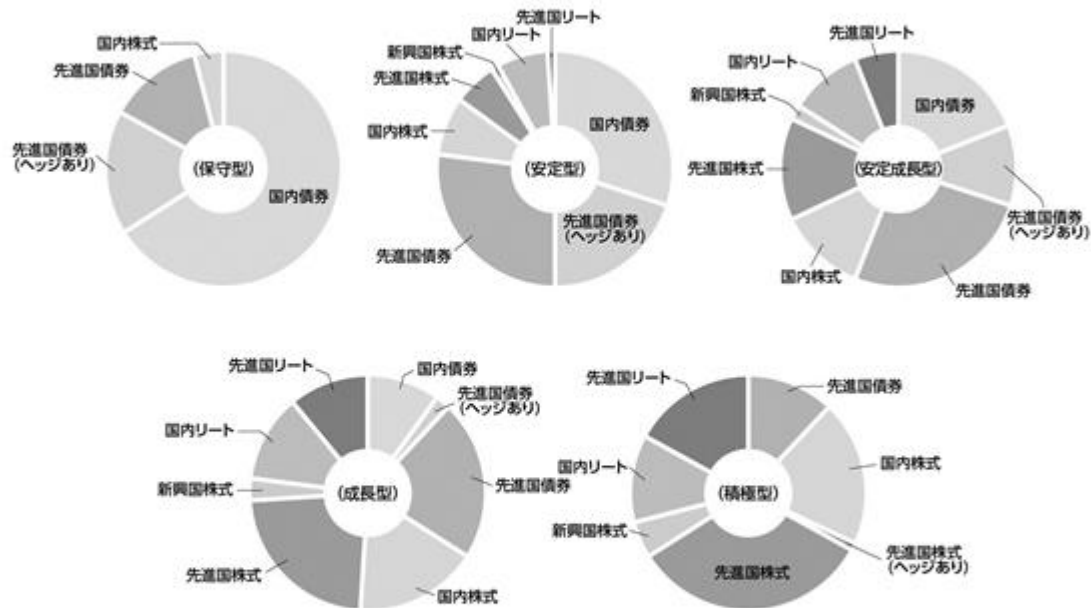 国内株式
先進国債券
先進国債券
(ヘッジあり)
国内債券
(保守型)
先進国リート
国内リート
新興国株式
先進国株式
国内株式
先進国債券
国内債券
先進国債券
(ヘッジあり)
(安定型)
先進国リート
国内リート
新興国株式
先進国株式
国内株式
先進国債券
国内債券
先進国債券
(ヘッジあり)
(安定成長型)
先進国リート
国内リート
新興国株式
先進国株式
国内債券
先進国債券
(ヘッジあり)
先進国債券
国内株式
(成長型)
先進国リート
国内リート
新興国株式
先進国株式
先進国債券
国内株式
先進国株式
(ヘッジあり)
(積極型)